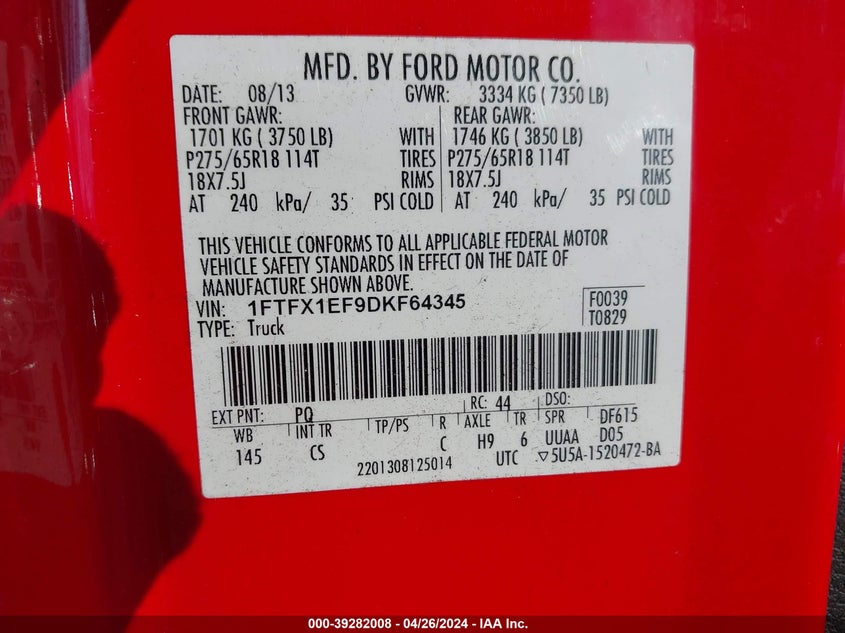 MFD. BY FORD MOTOR CO.
DATE: 08/13 GVWR: 3334 KG ( 7350 LB)
FRONT GAWR: REAR GAWR:
1701 KG ( 3750 LB) WITH 1746 KG ( 3850 LB) WITH
P275/65R18 114T TIRES P275/65R18 114T TIRES
18X7.5J RIMS 18X7.5J RIMS
AT 240 kPa/ 35 PSI COLD AT 240 kPa/ 35 PSI COLD
THIS VEHICLE CONFORMS TO ALL APPLICABLE FEDERAL MOTOR
VEHICLE SAFETY STANDARDS IN EFFECT ON THE DATE OF
MANUFACTURE SHOWN ABOVE.
VIN: 1FTFX1EF9DKF64345 F0039
TYPE: Truck T0829
EXT PNT: PQ RC: 44 DSO:
WB INT TR TP/PS R AXLE TR SPR DF615
145 CS C H9 6 UUAA D05
2201308125014 UTC ▽5U5A-1520472-BA
000-39282008 - 04/26/2024 - IAA Inc.